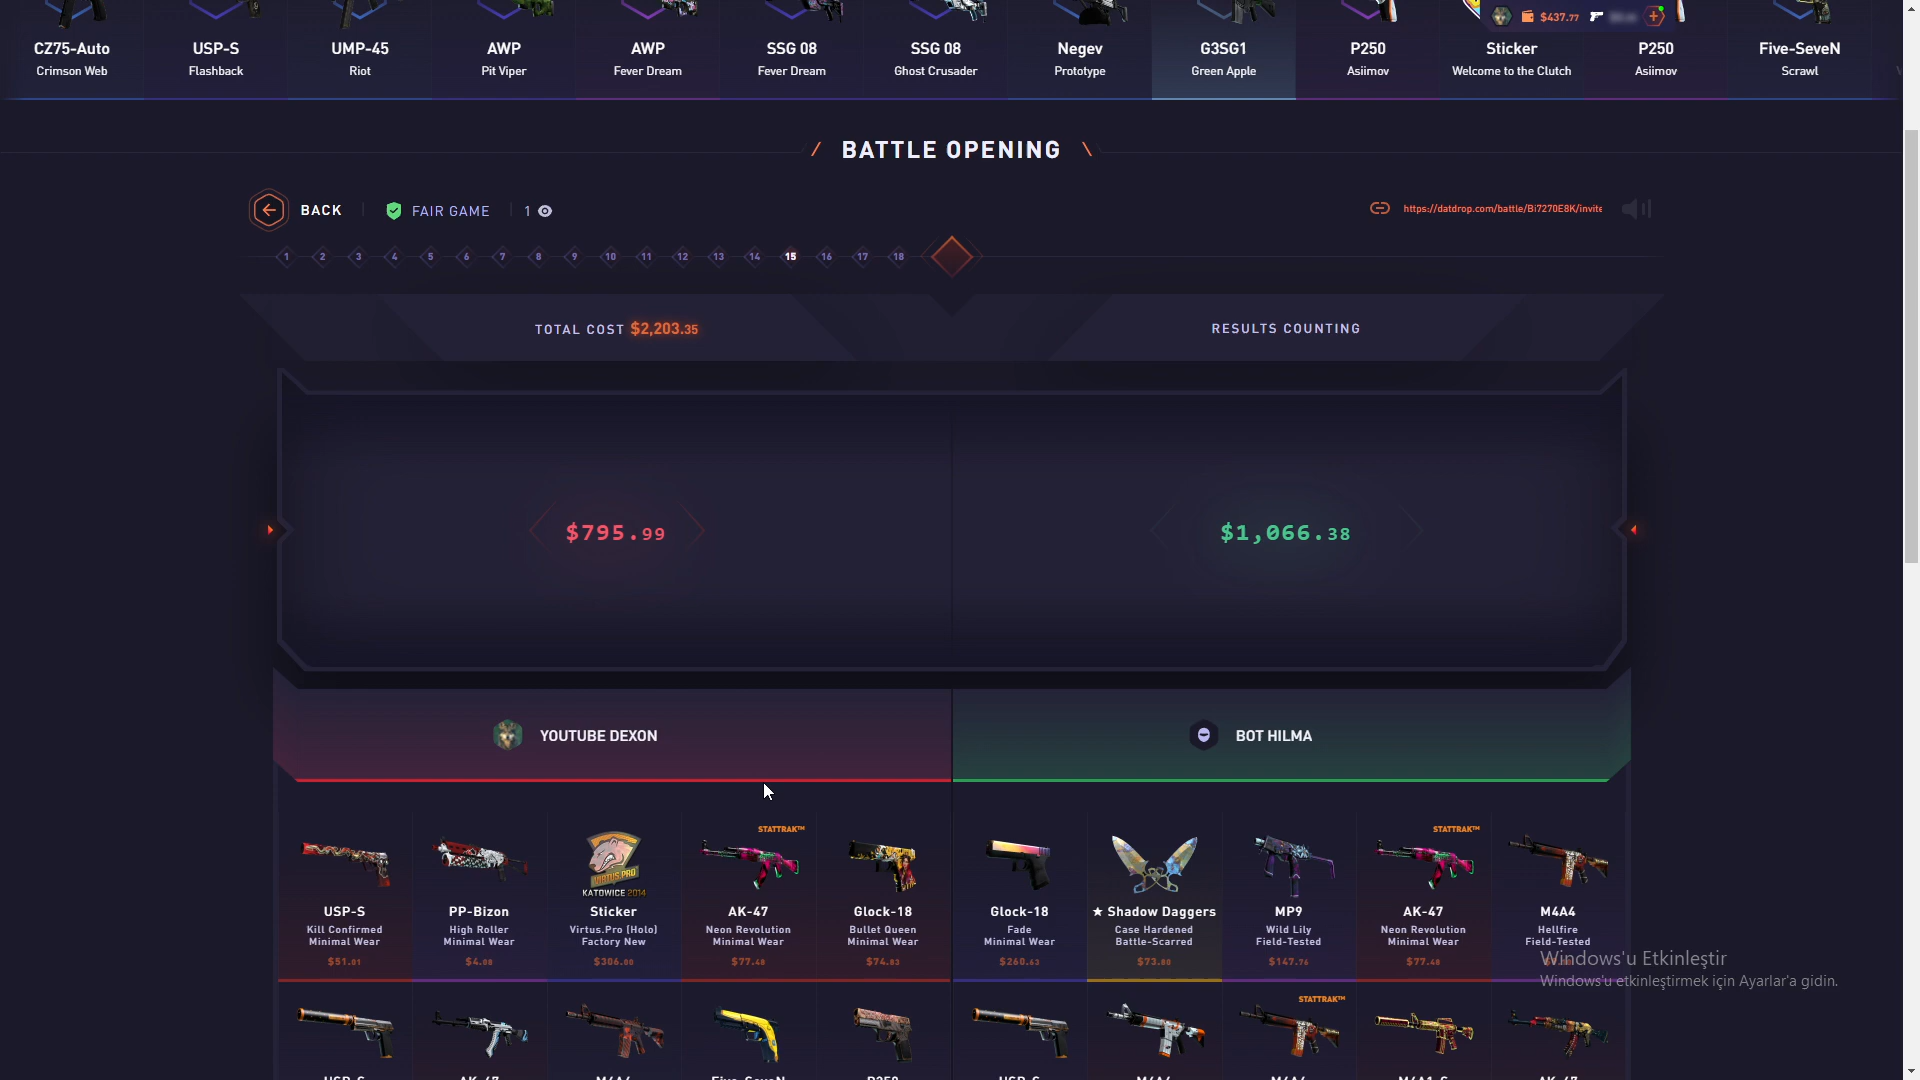 CZ75-Auto
Crimson Web
USP-S
Flashback
UMP-45
Riot
AWP
Pit Viper
AWP
Fever Dream
SSG 08
Fever Dream
SSG 08
Ghost Crusader
Negev
Prototype
G3SG1
Green Apple
P250
Asiimov
Sticker
Welcome to the Clutch
P250
Asiimov
Five-SeveN
Scrawl
$437.77
BATTLE OPENING
BACK
FAIR GAME
1
https://datdrop.com/battle/Bi7270E8K/invite
1 2 3 4 5 6 7 8 9 10 11 12 13 14 15 16 17 18
TOTAL COST $2,203.35
RESULTS COUNTING
$795.99
$1,066.38
YOUTUBE DEXON
BOT HILMA
USP-S
Kill Confirmed
Minimal Wear
$51.01
PP-Bizon
High Roller
Minimal Wear
$4.08
VIRTUS PRO
KATOWICE 2014
Sticker
Virtus.Pro (Holo)
Factory New
$306.00
STATTRAK™
AK-47
Neon Revolution
Minimal Wear
$77.48
Glock-18
Bullet Queen
Minimal Wear
$74.83
Glock-18
Fade
Minimal Wear
$260.63
★ Shadow Daggers
Case Hardened
Battle-Scarred
$73.80
MP9
Wild Lily
Field-Tested
$147.76
STATTRAK™
AK-47
Neon Revolution
Minimal Wear
$77.48
M4A4
Hellfire
Field-Tested
Windows'u Etkinleştir
Windows'u etkinleştirmek için Ayarlar'a gidin.
STATTRAK™